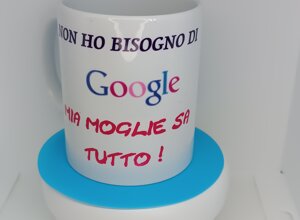 NON HO BISOGNO DI
Google
MIA MOGLIE SA
TUTTO !